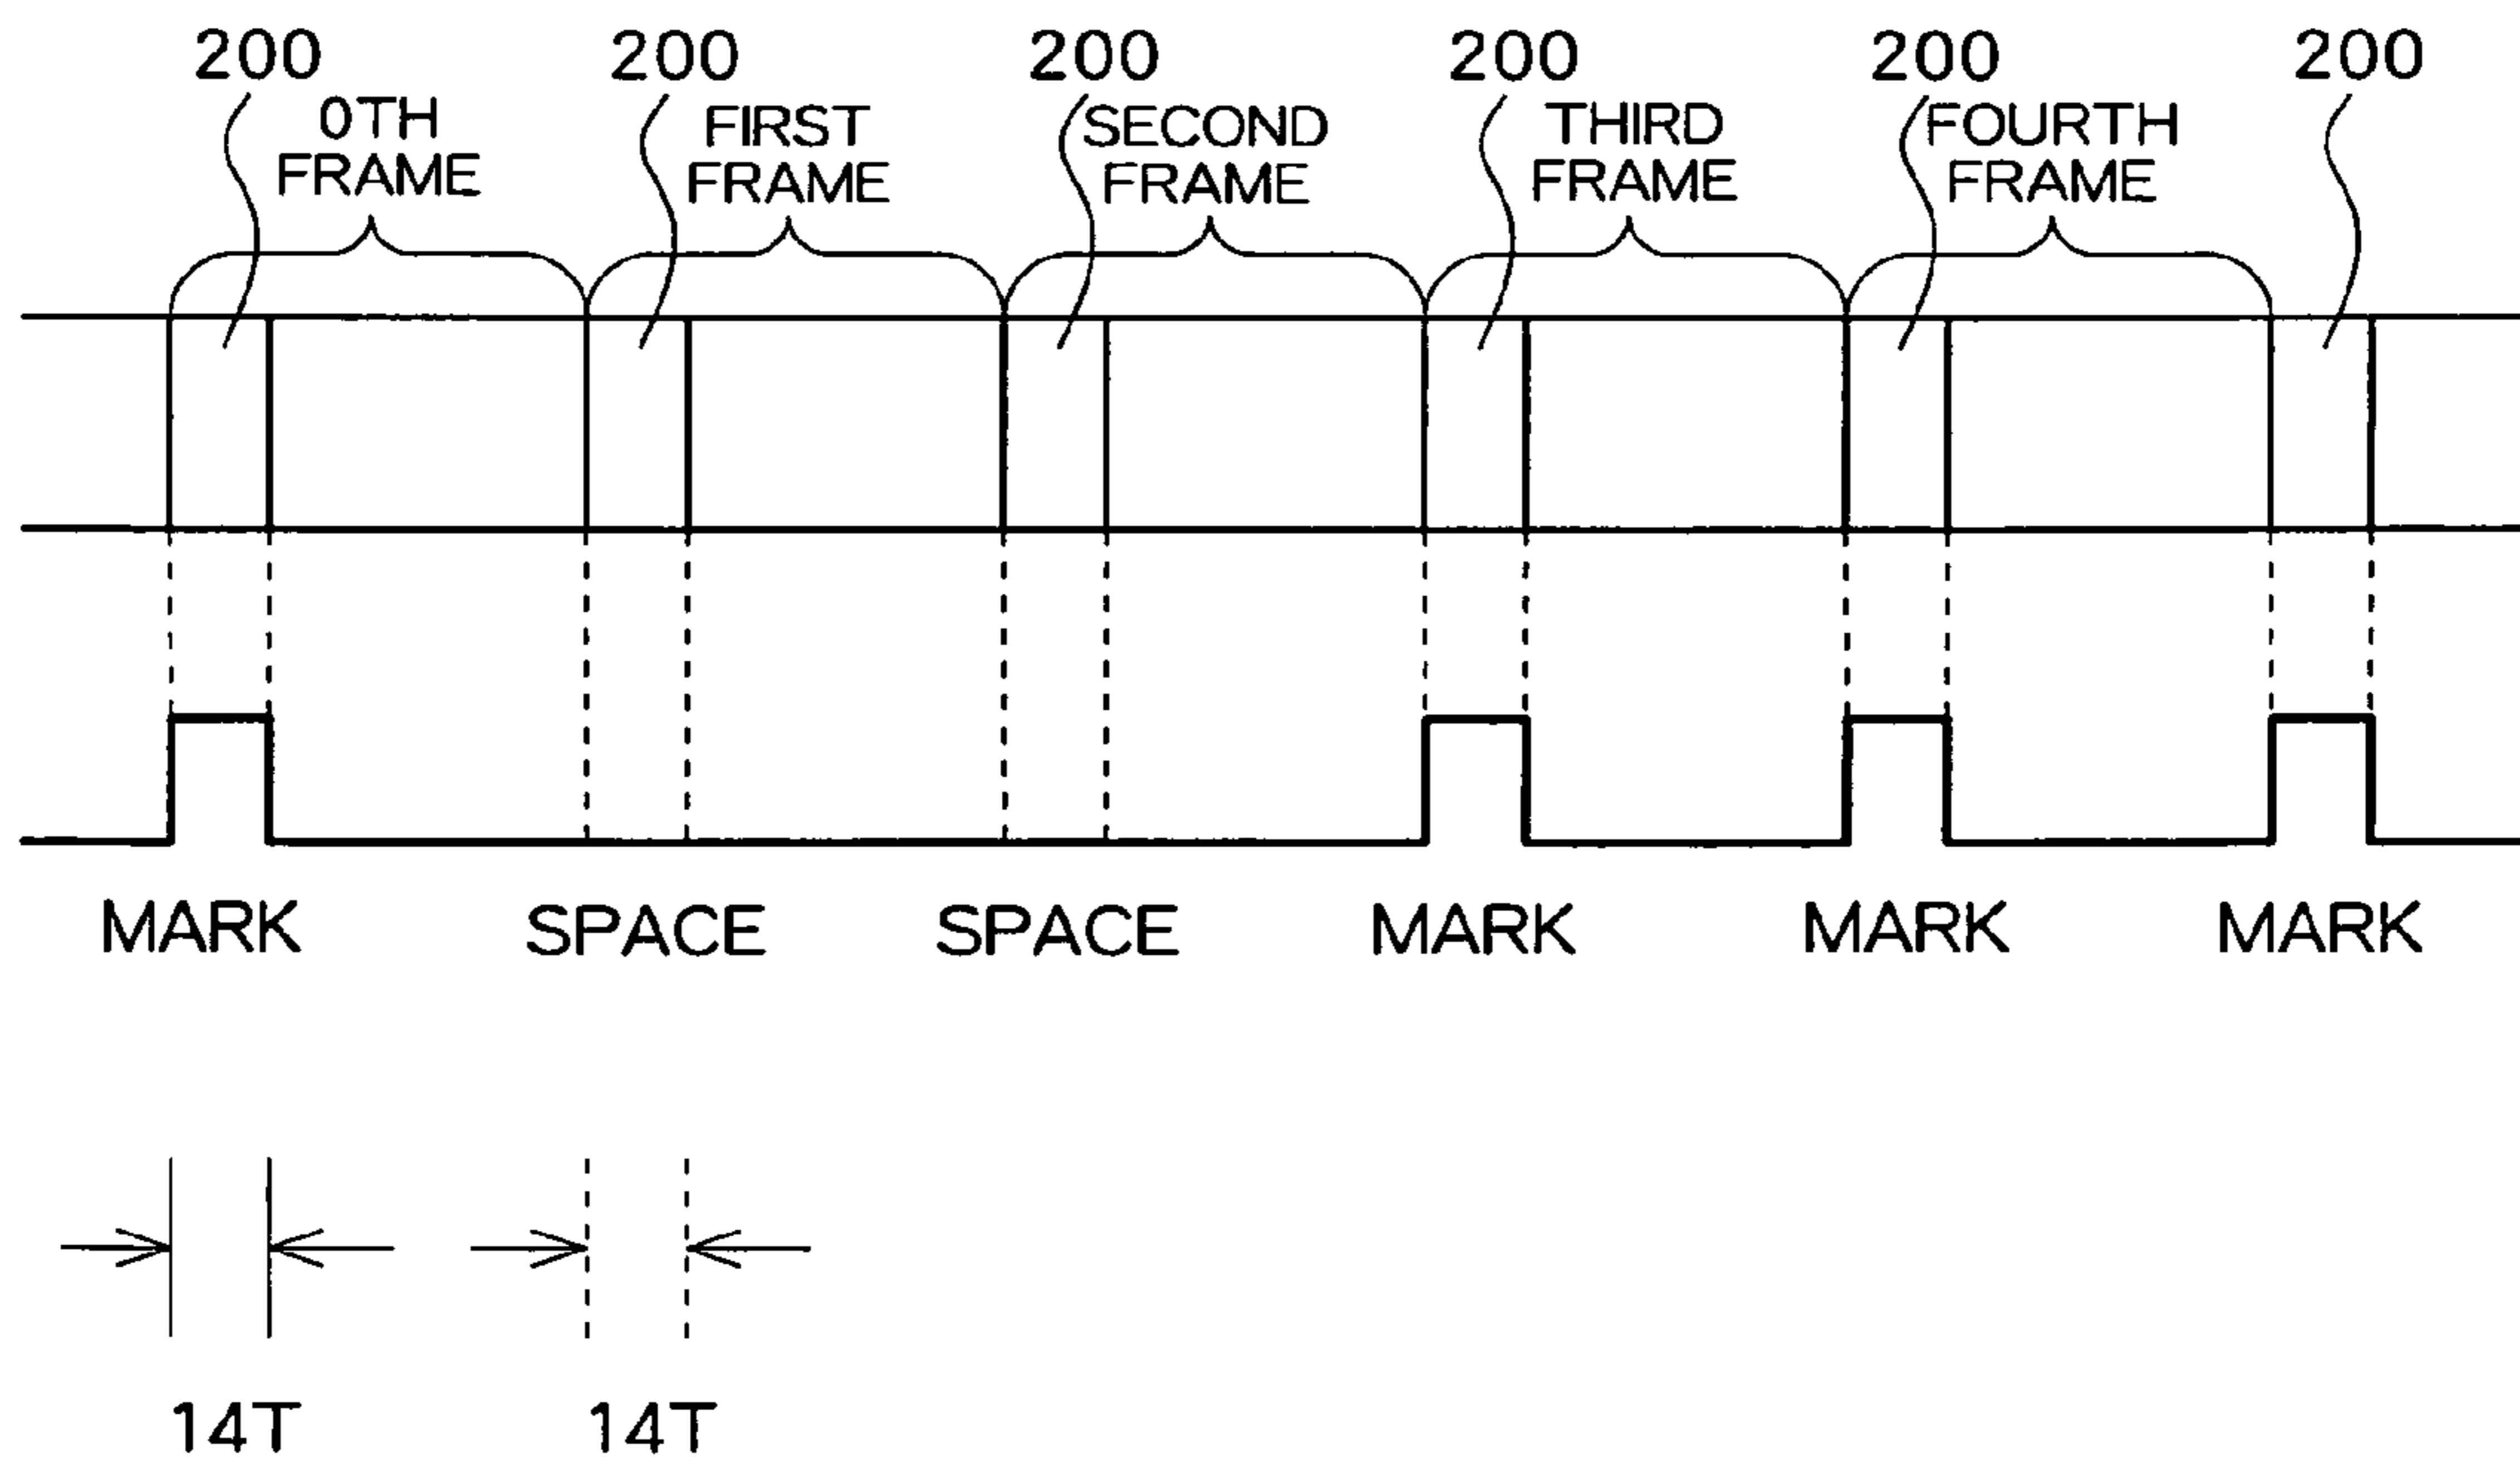 200 200 200 200 200 200
0TH FIRST SECOND THIRD FOURTH
FRAME FRAME FRAME FRAME FRAME
MARK SPACE SPACE MARK MARK MARK
14T 14T